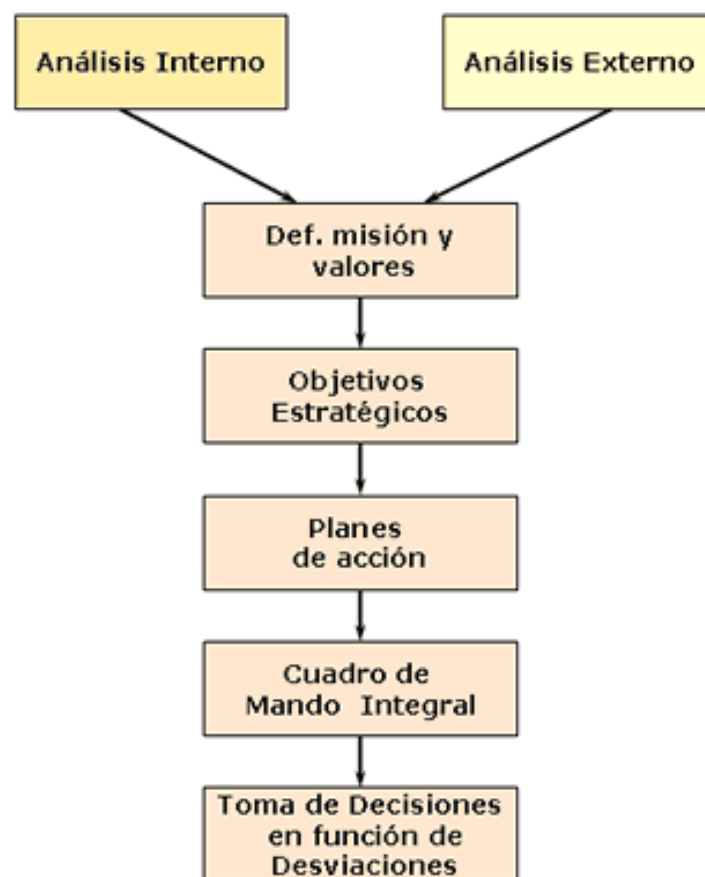 Análisis Interno
Análisis Externo
Def. misión y
valores
Objetivos
Estratégicos
Planes
de acción
Cuadro de
Mando Integral
Toma de Decisiones
en función de
Desviaciones